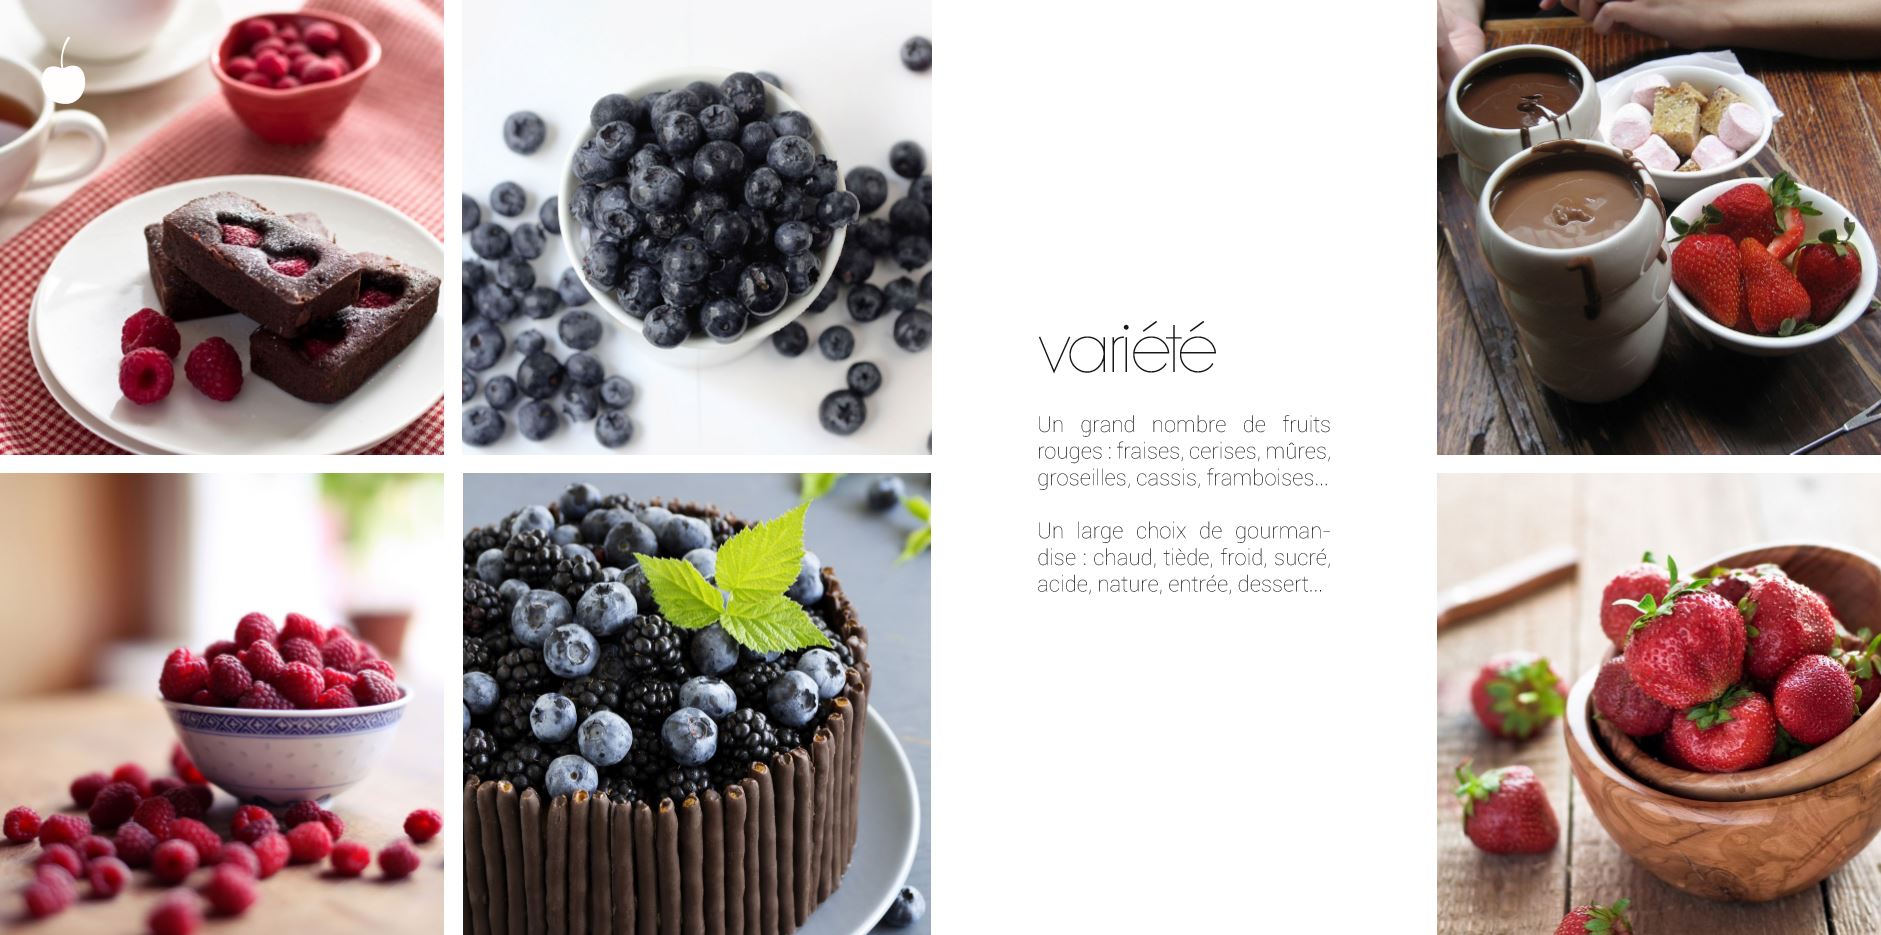 variété
Un grand nombre de fruits
rouges : fraises, cerises, mûres,
groseilles, cassis, framboises...
Un large choix de gourman-
dise : chaud, tiède, froid, sucré,
acide, nature, entrée, dessert...